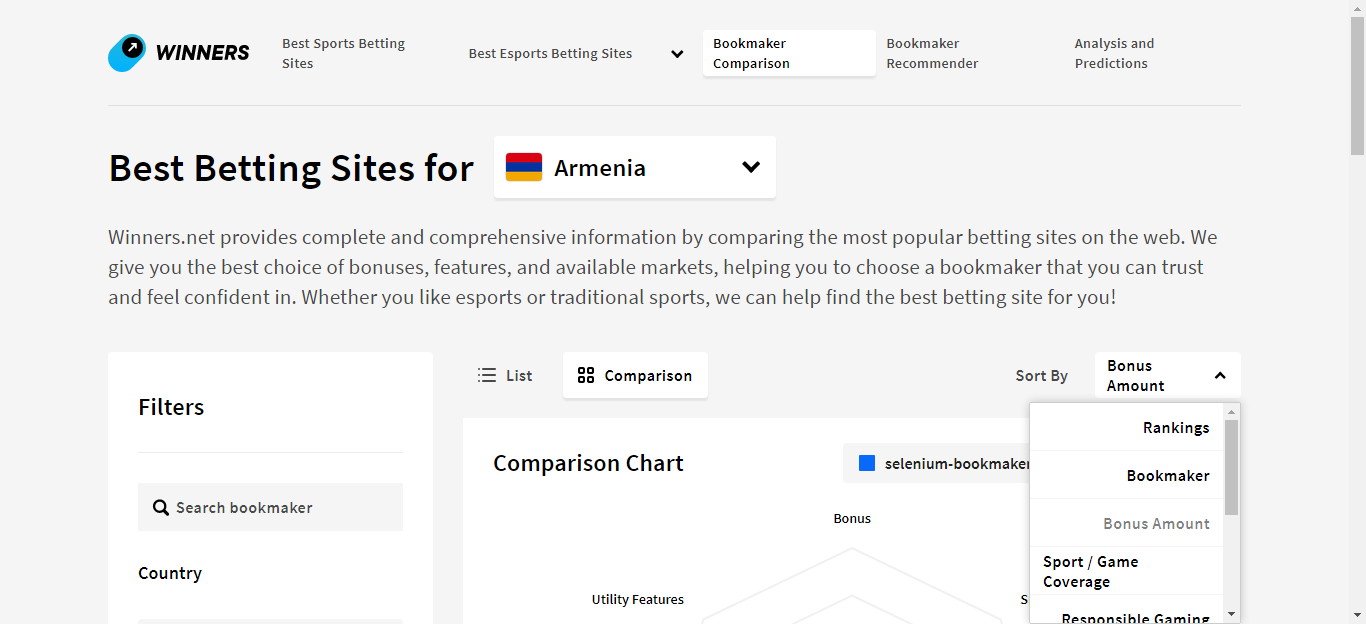 WINNERS
Best Sports Betting
Sites
Best Esports Betting Sites
Bookmaker
Comparison
Bookmaker
Recommender
Analysis and
Predictions
Best Betting Sites for
Armenia
Winners.net provides complete and comprehensive information by comparing the most popular betting sites on the web. We
give you the best choice of bonuses, features, and available markets, helping you to choose a bookmaker that you can trust
and feel confident in. Whether you like esports or traditional sports, we can help find the best betting site for you!
Filters
Search bookmaker
Country
List
Comparison
Sort By
Bonus
Amount
Comparison Chart
selenium-bookmaker
Bonus
Utility Features
S
Rankings
Bookmaker
Bonus Amount
Sport / Game
Coverage
Responsible Gaming